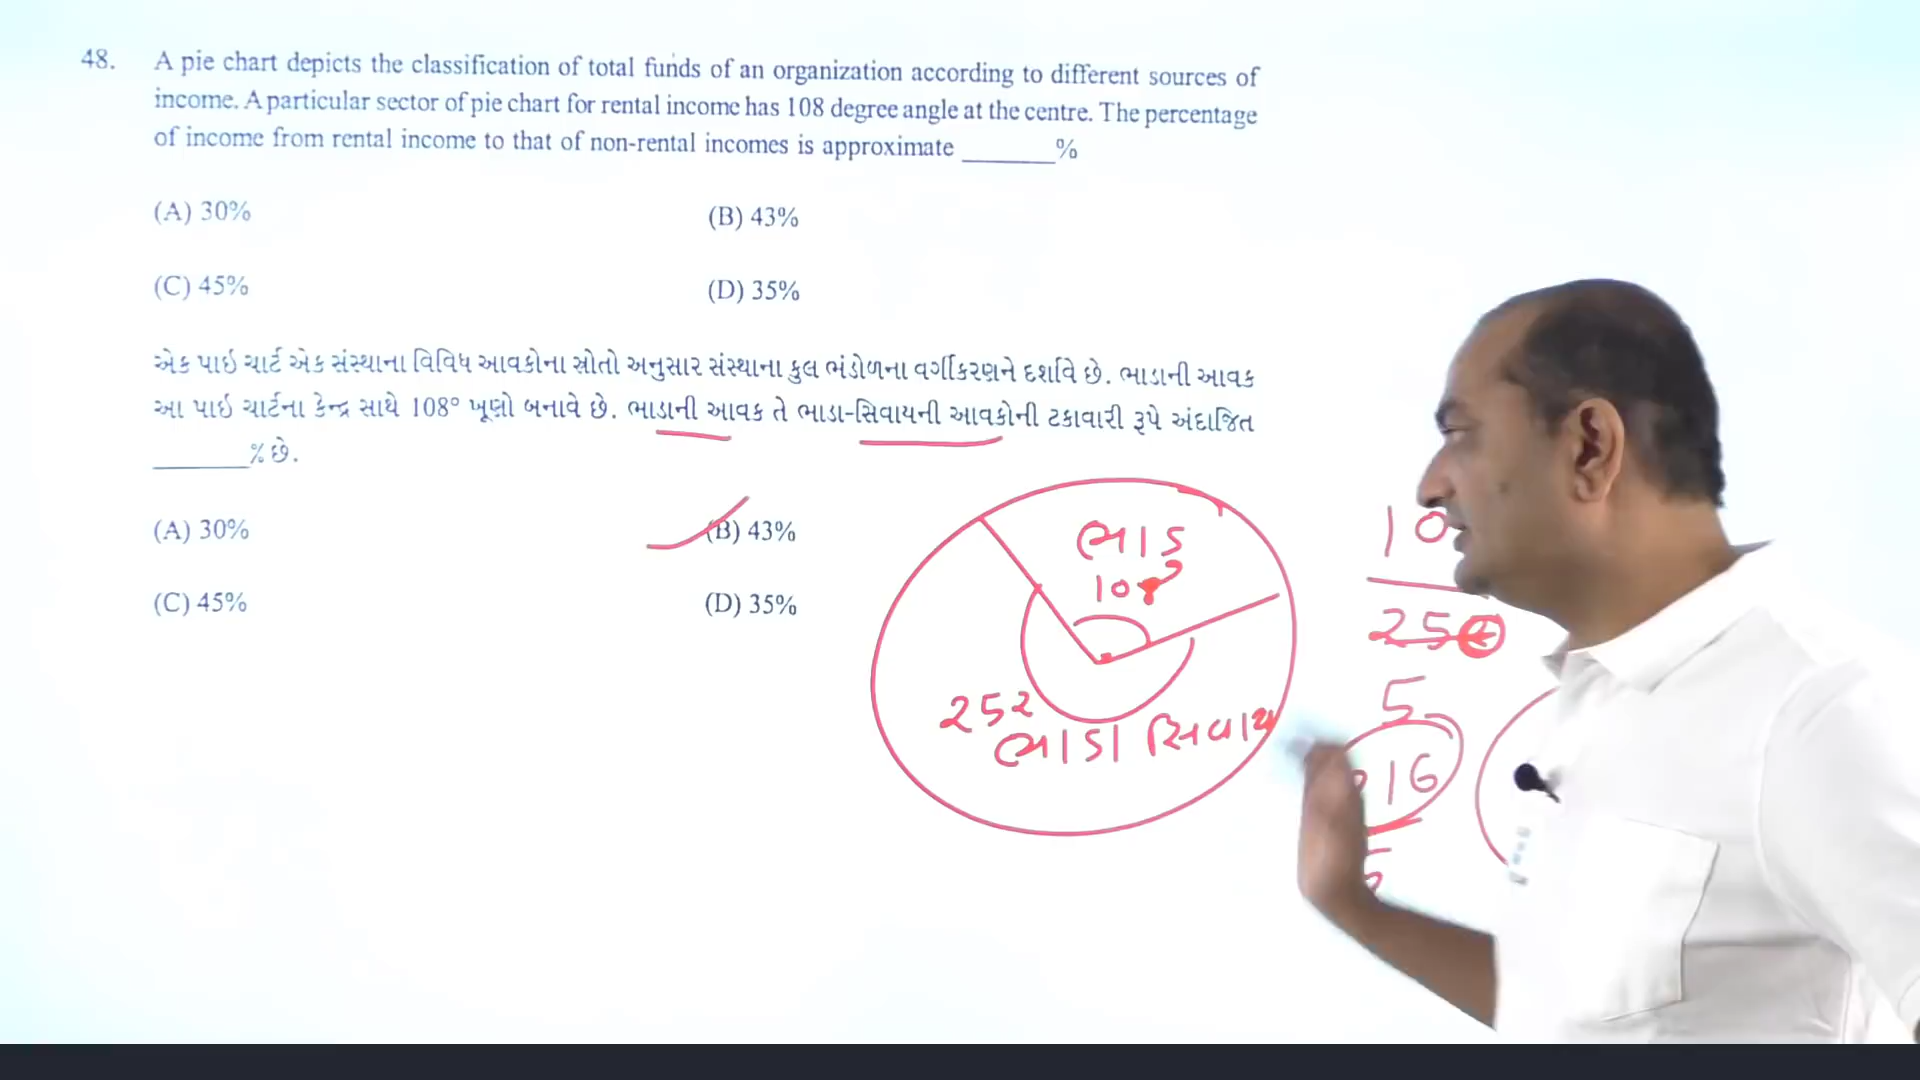 48. A pie chart depicts the classification of total funds of an organization according to different sources of
income. A particular sector of pie chart for rental income has 108 degree angle at the centre. The percentage
of income from rental income to that of non-rental incomes is approximate _______%
(A) 30% (B) 43%
(C) 45% (D) 35%
એક પાઇ ચાર્ટ એક સંસ્થાના વિવિધ આવકોના સ્રોતો અનુસાર સંસ્થાના કુલ ભંડોળના વર્ગીકરણને દર્શાવે છે. ભાડાની આવક
આ પાઇ ચાર્ટના કેન્દ્ર સાથે 108° ખૂણો બનાવે છે. ભાડાની આવક તે ભાડા-સિવાયની આવકોની ટકાવારી રૂપે અંદાજિત
_______% છે.
(A) 30% (B) 43%
(C) 45% (D) 35%
ભાડુ
108°
252
ભાડા સિવાય
10
252
5
16